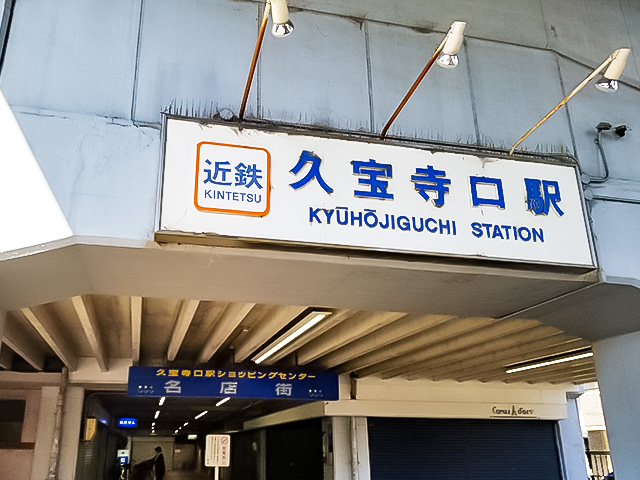 近鉄
KINTETSU
久宝寺口駅
KYŪHŌJIGUCHI STATION
久宝寺口駅ショッピングセンター
名店街